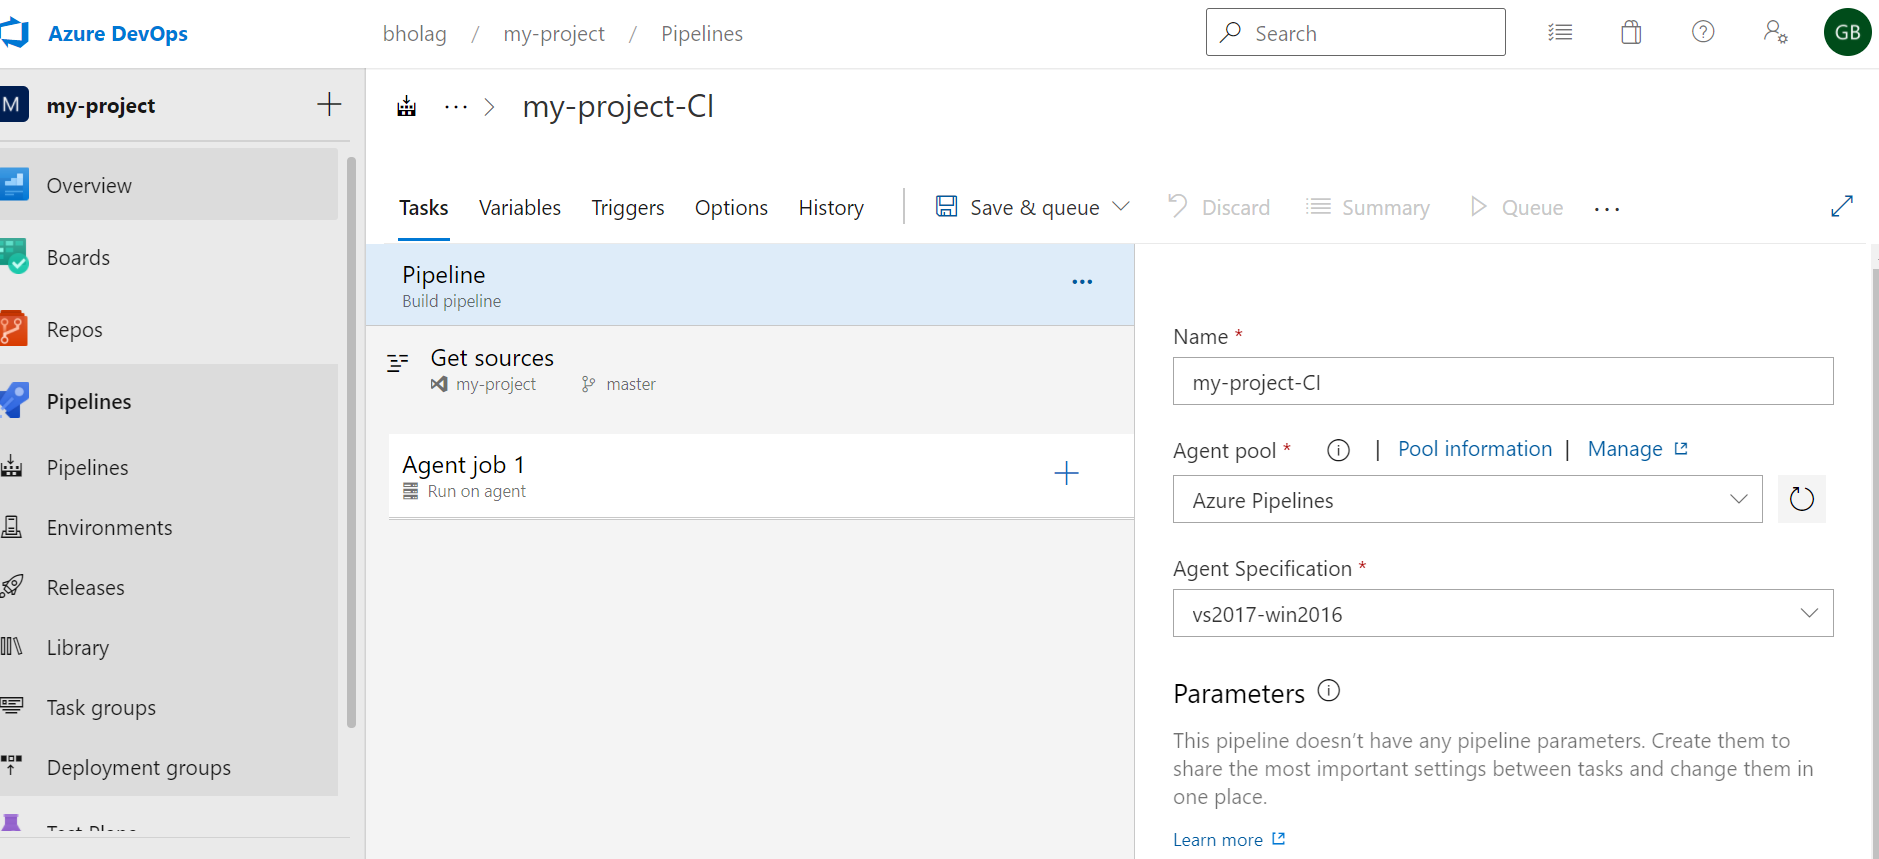 Azure DevOps
bholag / my-project / Pipelines
Search
GB
M my-project
Overview
Boards
Repos
Pipelines
Pipelines
Environments
Releases
Library
Task groups
Deployment groups
Test Plans
··· > my-project-CI
Tasks Variables Triggers Options History Save & queue Discard Summary Queue ···
Pipeline
Build pipeline
Get sources
my-project master
Agent job 1
Run on agent
Name *
my-project-CI
Agent pool * | Pool information | Manage
Azure Pipelines
Agent Specification *
vs2017-win2016
Parameters
This pipeline doesn’t have any pipeline parameters. Create them to
share the most important settings between tasks and change them in
one place.
Learn more